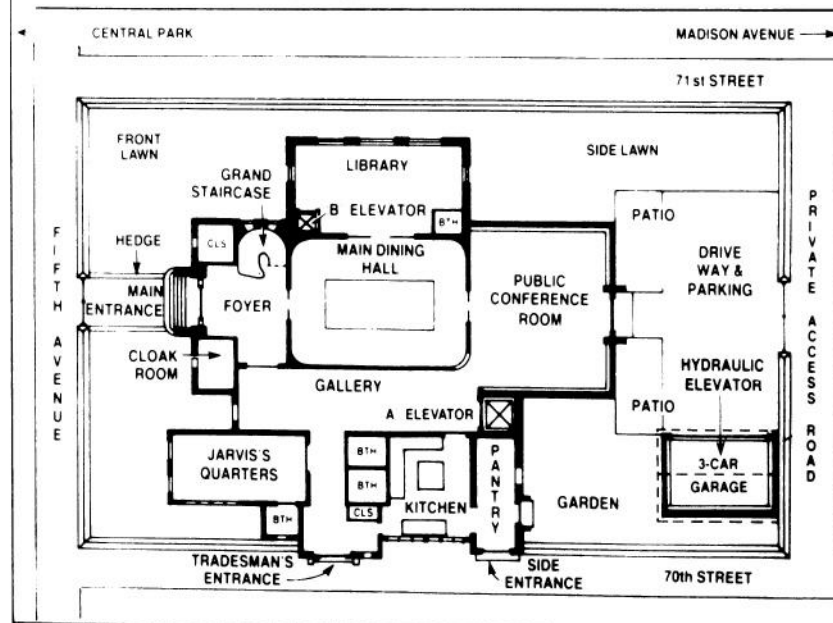 CENTRAL PARK
MADISON AVENUE
71st STREET
FRONT
LAWN
LIBRARY
SIDE LAWN
GRAND
STAIRCASE
B ELEVATOR
BTH
PATIO
CLS
HEDGE
MAIN DINING
HALL
DRIVE
WAY &
PARKING
PUBLIC
CONFERENCE
ROOM
MAIN
ENTRANCE
FOYER
FIFTH AVENUE
PRIVATE ACCESS ROAD
CLOAK
ROOM
GALLERY
HYDRAULIC
ELEVATOR
A ELEVATOR
PATIO
JARVIS'S
QUARTERS
BTH
PANTRY
3-CAR
GARAGE
BTH
KITCHEN
GARDEN
CLS
BTH
TRADESMAN'S
ENTRANCE
SIDE
ENTRANCE
70th STREET